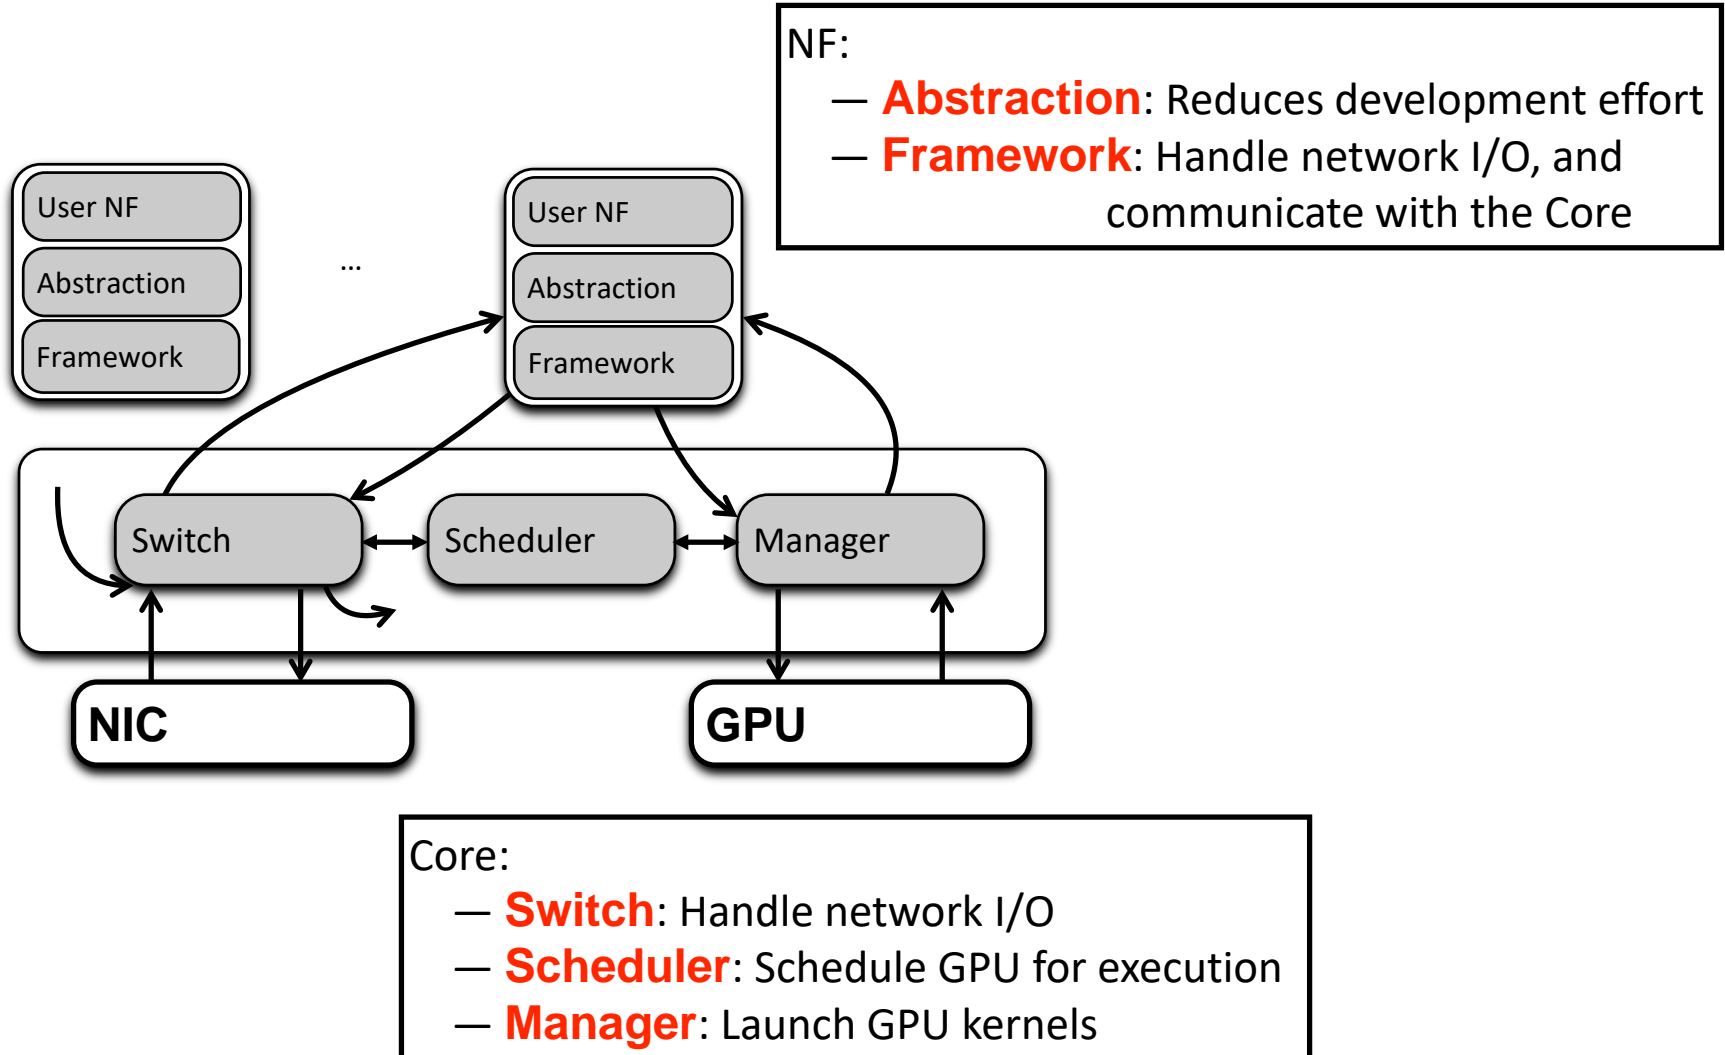 NF:
— Abstraction: Reduces development effort
— Framework: Handle network I/O, and
communicate with the Core
User NF
Abstraction
Framework
...
User NF
Abstraction
Framework
Switch
Scheduler
Manager
NIC
GPU
Core:
— Switch: Handle network I/O
— Scheduler: Schedule GPU for execution
— Manager: Launch GPU kernels